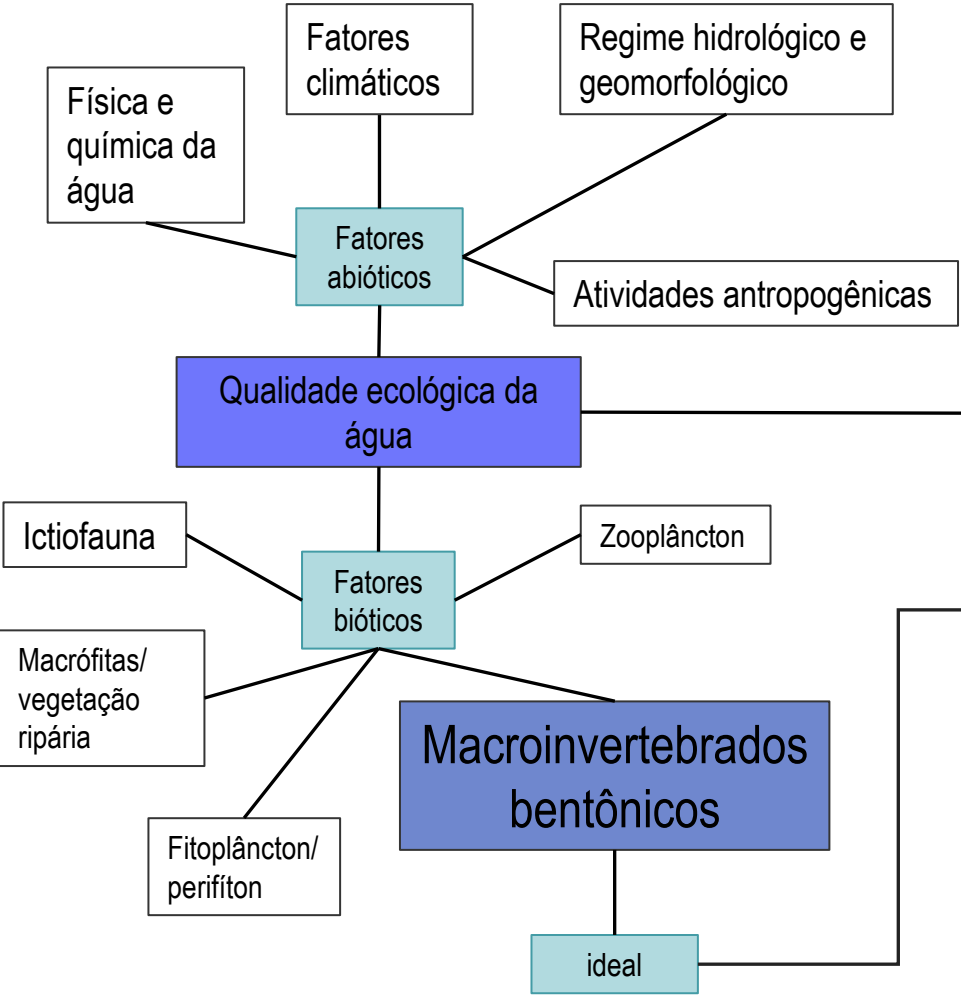 Fatores
climáticos
Regime hidrológico e
geomorfológico
Física e
química da
água
Fatores
abióticos
Atividades antropogênicas
Qualidade ecológica da
água
Ictiofauna
Zooplâncton
Fatores
bióticos
Macrófitas/
vegetação
ripária
Macroinvertebrados
bentônicos
Fitoplâncton/
perifíton
ideal